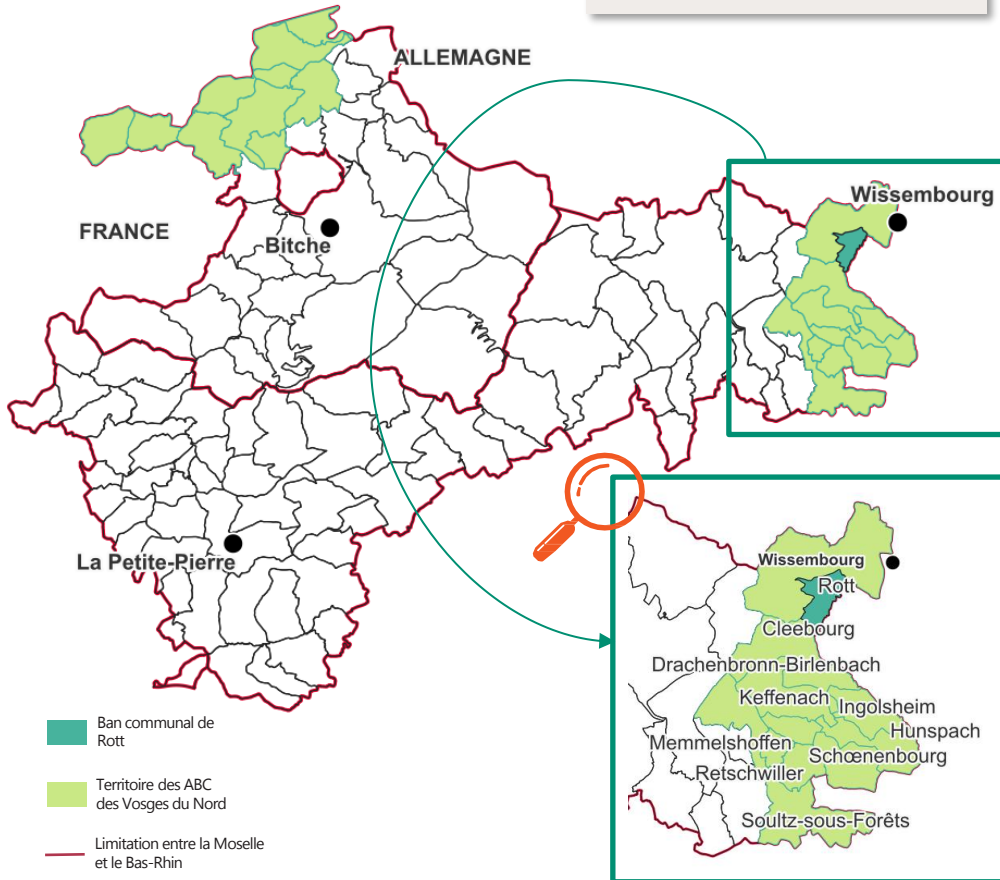 ALLEMAGNE
Wissembourg
FRANCE
Bitche
La Petite-Pierre
Wissembourg
Rott
Cleebourg
Drachenbronn-Birlenbach
Keffenach
Ingolsheim
Hunspach
Memmelshoffen
Schœnenbourg
Retschwiller
Soultz-sous-Forêts
Ban communal de
Rott
Territoire des ABC
des Vosges du Nord
Limitation entre la Moselle
et le Bas-Rhin